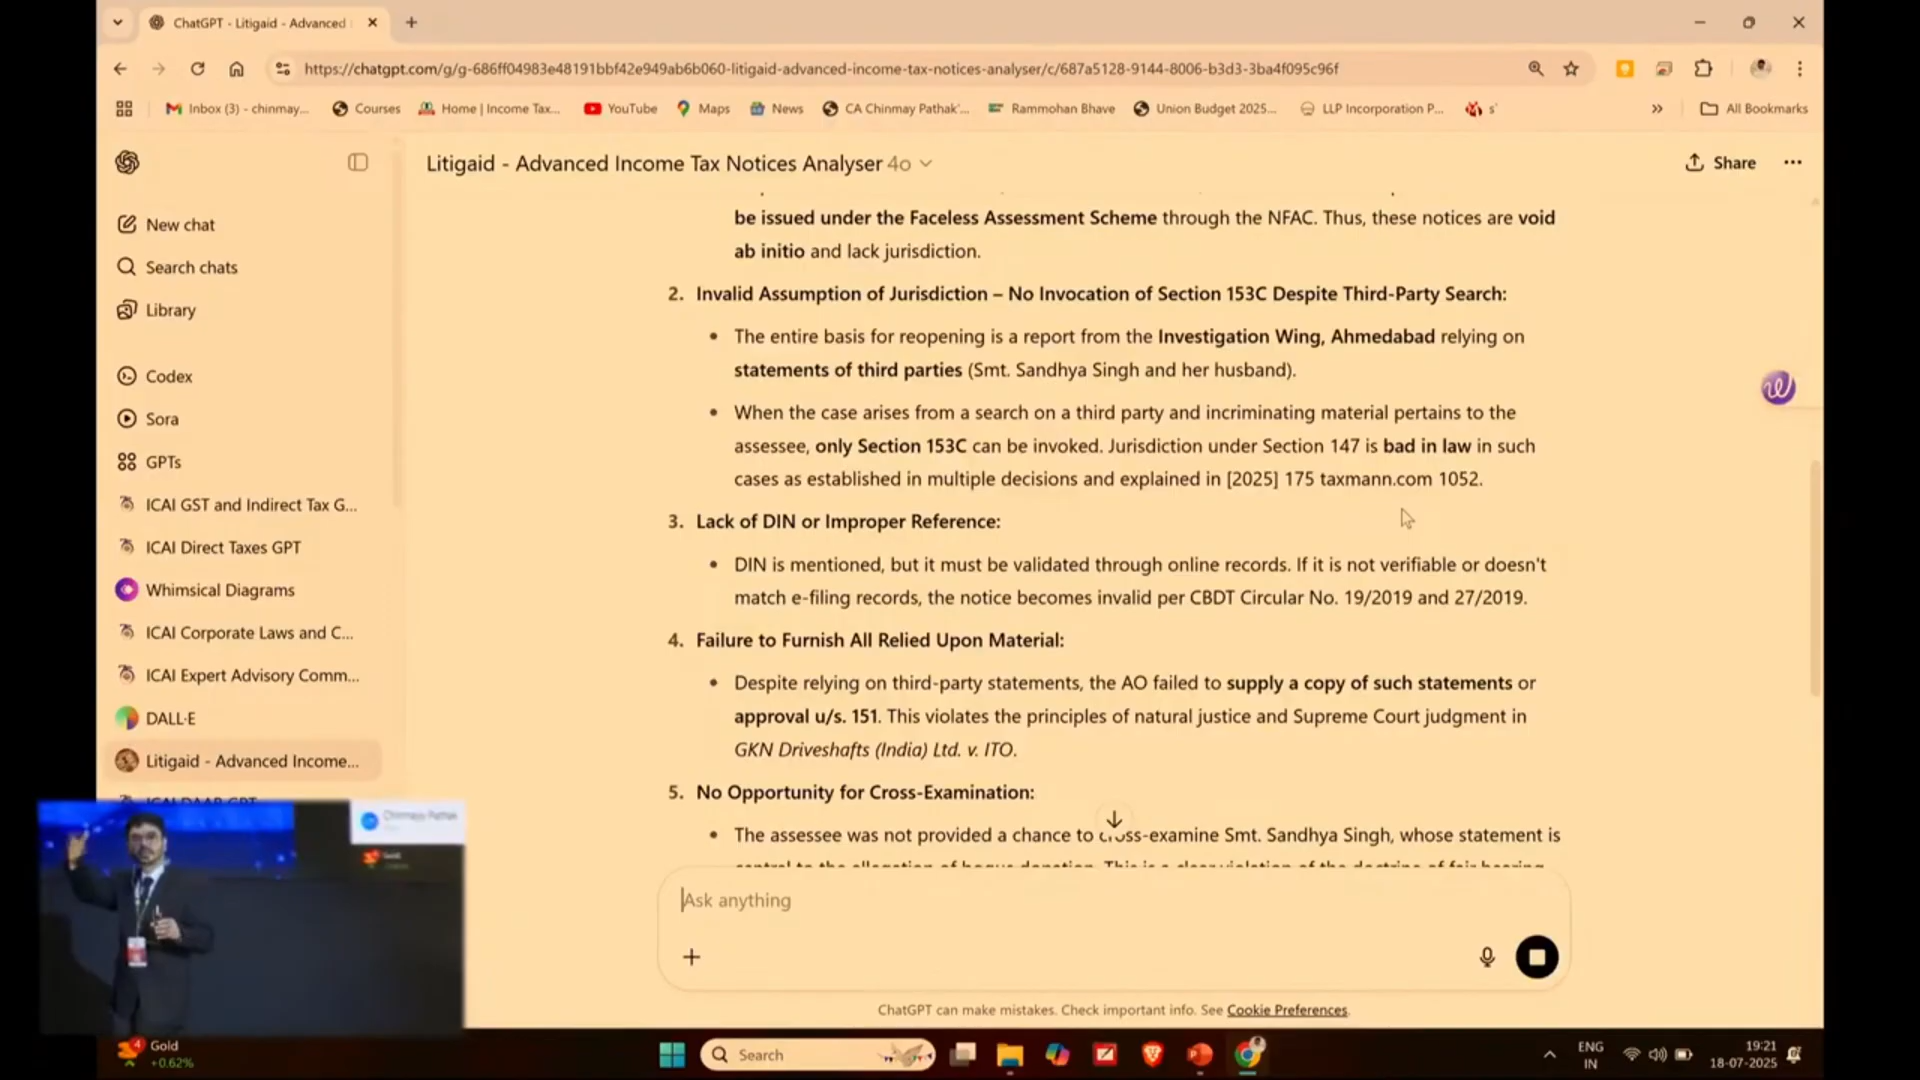 ChatGPT - Litigaid - Advanced
https://chatgpt.com/g/g-686ff04983e48191bbf42e949ab6b060-litigaid-advanced-income-tax-notices-analyser/c/687a5128-9144-8006-b3d3-3ba4f095c96f
Inbox (3) - chinmay... Courses Home | Income Tax... YouTube Maps News CA Chinmay Pathak'... Rammohan Bhave Union Budget 2025... LLP Incorporation P... s' » All Bookmarks
Litigaid - Advanced Income Tax Notices Analyser 4o
Share
New chat
Search chats
Library
Codex
Sora
GPTs
ICAI GST and Indirect Tax G...
ICAI Direct Taxes GPT
Whimsical Diagrams
ICAI Corporate Laws and C...
ICAI Expert Advisory Comm...
DALL·E
Litigaid - Advanced Income...
be issued under the Faceless Assessment Scheme through the NFAC. Thus, these notices are void
ab initio and lack jurisdiction.
2. Invalid Assumption of Jurisdiction – No Invocation of Section 153C Despite Third-Party Search:
• The entire basis for reopening is a report from the Investigation Wing, Ahmedabad relying on
statements of third parties (Smt. Sandhya Singh and her husband).
• When the case arises from a search on a third party and incriminating material pertains to the
assessee, only Section 153C can be invoked. Jurisdiction under Section 147 is bad in law in such
cases as established in multiple decisions and explained in [2025] 175 taxmann.com 1052.
3. Lack of DIN or Improper Reference:
• DIN is mentioned, but it must be validated through online records. If it is not verifiable or doesn't
match e-filing records, the notice becomes invalid per CBDT Circular No. 19/2019 and 27/2019.
4. Failure to Furnish All Relied Upon Material:
• Despite relying on third-party statements, the AO failed to supply a copy of such statements or
approval u/s. 151. This violates the principles of natural justice and Supreme Court judgment in
GKN Driveshafts (India) Ltd. v. ITO.
5. No Opportunity for Cross-Examination:
• The assessee was not provided a chance to cross-examine Smt. Sandhya Singh, whose statement is
Ask anything
ChatGPT can make mistakes. Check important info. See Cookie Preferences.
Chinmay Pathak
Gold
4
Gold
+0.62%
Search
ENG
IN
19:21
18-07-2025